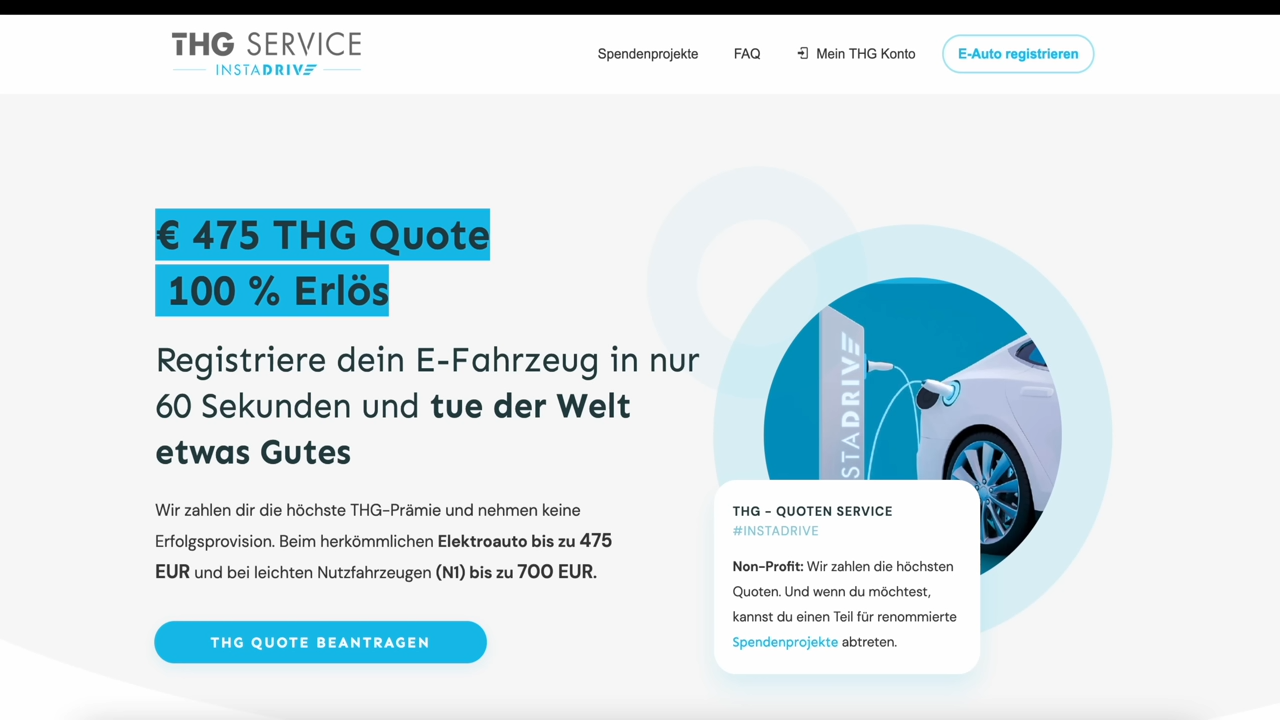 THG SERVICE
INSTADRIVE
Spendenprojekte
FAQ
Mein THG Konto
E-Auto registrieren
€ 475 THG Quote
100 % Erlös
Registriere dein E-Fahrzeug in nur
60 Sekunden und tue der Welt
etwas Gutes
Wir zahlen dir die höchste THG-Prämie und nehmen keine
Erfolgsprovision. Beim herkömmlichen Elektroauto bis zu 475
EUR und bei leichten Nutzfahrzeugen (N1) bis zu 700 EUR.
THG QUOTE BEANTRAGEN
STADRIVE
THG - QUOTEN SERVICE
#INSTADRIVE
Non-Profit: Wir zahlen die höchsten
Quoten. Und wenn du möchtest,
kannst du einen Teil für renommierte
Spendenprojekte abtreten.